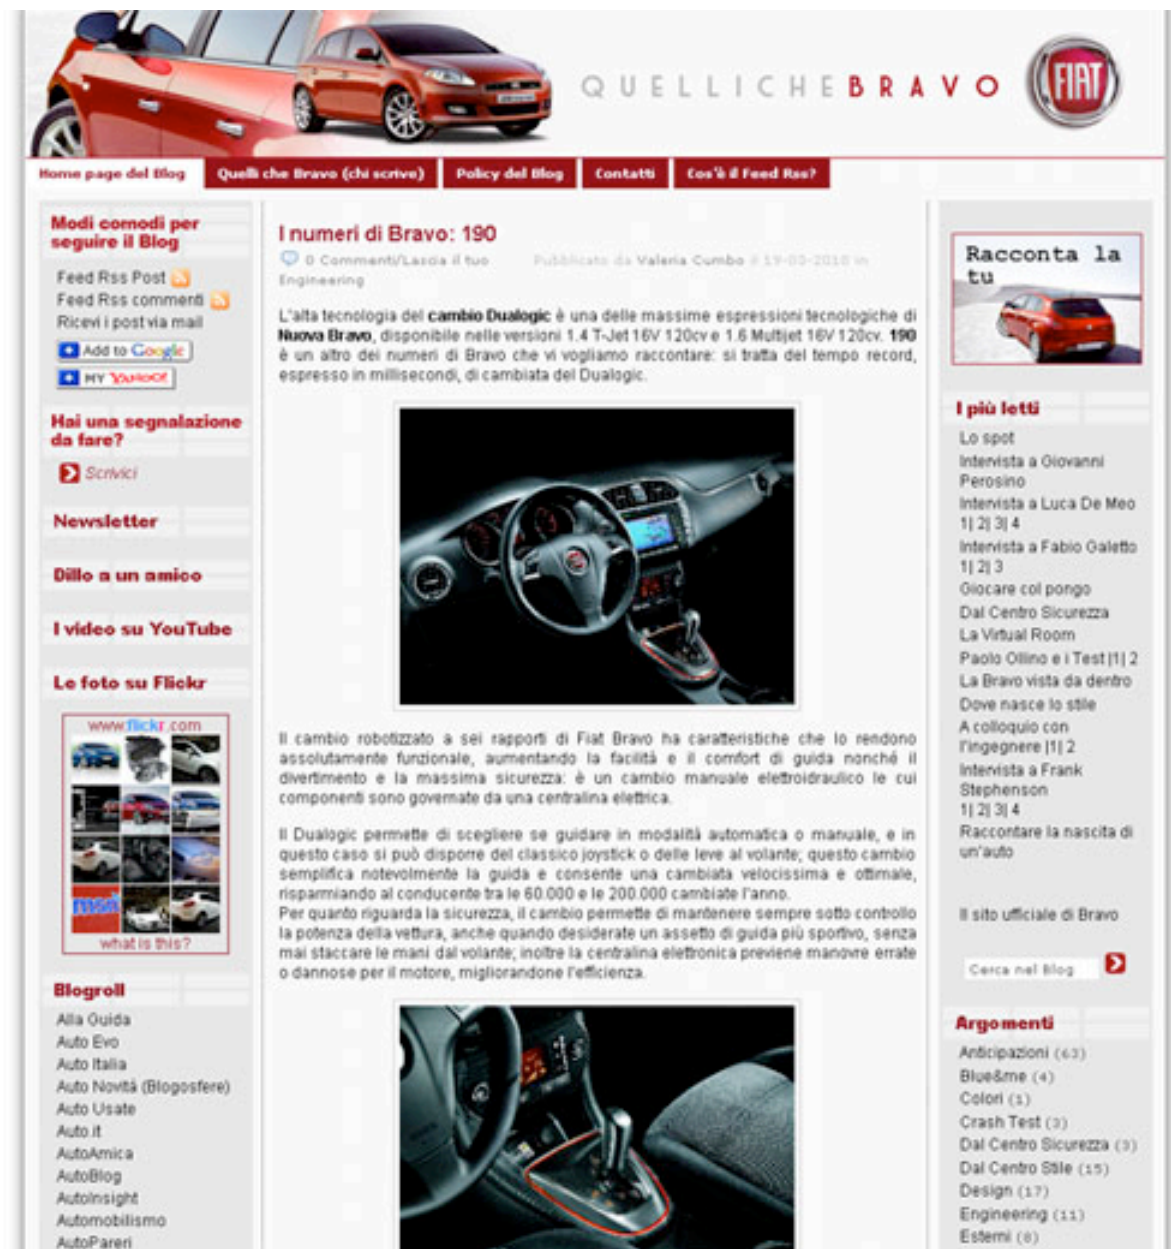 QUELLICHEBRAVO
FIAT
Home page del Blog
Quelli che Bravo (chi scrive)
Policy del Blog
Contatti
Cos'è il Feed Rss?
Modi comodi per
seguire il Blog
Feed Rss Post
Feed Rss commenti
Ricevi i post via mail
Add to Google
MY YAHOO!
Hai una segnalazione
da fare?
Scrivici
Newsletter
Dillo a un amico
I video su YouTube
Le foto su Flickr
www.flickr.com
what is this?
Blogroll
Alla Guida
Auto Evo
Auto Italia
Auto Novità (Blogosfere)
Auto Usate
Auto.it
AutoAmica
AutoBlog
AutoInsight
Automobilismo
AutoPareri
I numeri di Bravo: 190
0 Commenti/Lascia il tuo
Pubblicato da Valeria Cumbo il 19-03-2010 in
Engineering
L'alta tecnologia del cambio Dualogic è una delle massime espressioni tecnologiche di
Nuova Bravo, disponibile nelle versioni 1.4 T-Jet 16V 120cv e 1.6 Multijet 16V 120cv. 190
è un altro dei numeri di Bravo che vi vogliamo raccontare: si tratta del tempo record,
espresso in millisecondi, di cambiata del Dualogic.
Il cambio robotizzato a sei rapporti di Fiat Bravo ha caratteristiche che lo rendono
assolutamente funzionale, aumentando la facilità e il comfort di guida nonché il
divertimento e la massima sicurezza: è un cambio manuale elettroidraulico le cui
componenti sono governate da una centralina elettrica.
Il Dualogic permette di scegliere se guidare in modalità automatica o manuale, e in
questo caso si può disporre del classico joystick o delle leve al volante; questo cambio
semplifica notevolmente la guida e consente una cambiata velocissima e ottimale,
risparmiando al conducente tra le 60.000 e le 200.000 cambiate l'anno.
Per quanto riguarda la sicurezza, il cambio permette di mantenere sempre sotto controllo
la potenza della vettura, anche quando desiderate un assetto di guida più sportivo, senza
mai staccare le mani dal volante; inoltre la centralina elettronica previene manovre errate
o dannose per il motore, migliorandone l'efficienza.
Racconta la
tu
I più letti
Lo spot
Intervista a Giovanni
Perosino
Intervista a Luca De Meo
1| 2| 3| 4
Intervista a Fabio Galetto
1| 2| 3
Giocare col pongo
Dal Centro Sicurezza
La Virtual Room
Paolo Ollino e i Test |1| 2
La Bravo vista da dentro
Dove nasce lo stile
A colloquio con
l'ingegnere |1| 2
Intervista a Frank
Stephenson
1| 2| 3| 4
Raccontare la nascita di
un'auto
Il sito ufficiale di Bravo
Cerca nel Blog
Argomenti
Anticipazioni (63)
Blue&me (4)
Colori (1)
Crash Test (3)
Dal Centro Sicurezza (3)
Dal Centro Stile (15)
Design (17)
Engineering (11)
Esterni (8)